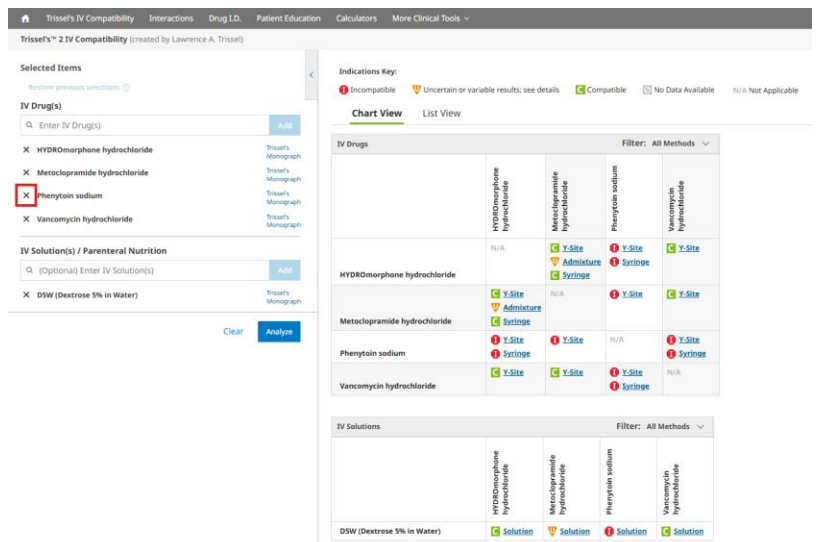 Trissel's IV Compatibility Interactions Drug I.D. Patient Education Calculators More Clinical Tools
Trissel's™ 2 IV Compatibility (created by Lawrence A. Trissel)
Selected Items
Restore previous selections
IV Drug(s)
Enter IV Drug(s) Add
HYDROmorphone hydrochloride Trissel's Monograph
Metoclopramide hydrochloride Trissel's Monograph
Phenytoin sodium Trissel's Monograph
Vancomycin hydrochloride Trissel's Monograph
IV Solution(s) / Parenteral Nutrition
(Optional) Enter IV Solution(s) Add
D5W (Dextrose 5% in Water) Trissel's Monograph
Clear Analyze
Indications Key:
I Incompatible Uncertain or variable results; see details C Compatible No Data Available N/A Not Applicable
Chart View List View
IV Drugs Filter: All Methods
HYDROmorphone hydrochloride
Metoclopramide hydrochloride
Phenytoin sodium
Vancomycin hydrochloride
HYDROmorphone hydrochloride
N/A
C Y-Site
Admixture
C Syringe
I Y-Site
I Syringe
C Y-Site
Metoclopramide hydrochloride
C Y-Site
Admixture
C Syringe
N/A
I Y-Site
C Y-Site
Phenytoin sodium
I Y-Site
I Syringe
I Y-Site
N/A
I Y-Site
I Syringe
Vancomycin hydrochloride
C Y-Site
C Y-Site
I Y-Site
I Syringe
N/A
IV Solutions Filter: All Methods
HYDROmorphone hydrochloride
Metoclopramide hydrochloride
Phenytoin sodium
Vancomycin hydrochloride
D5W (Dextrose 5% in Water) C Solution Solution I Solution C Solution